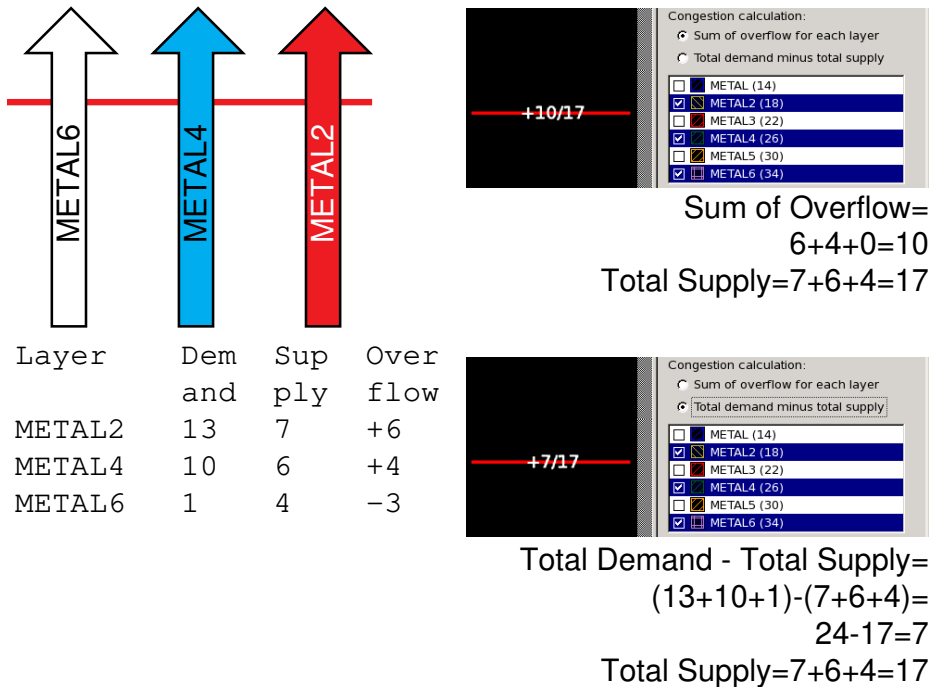 METAL6
METAL4
METAL2
Layer Dem and Sup ply Over flow
METAL2 13 7 +6
METAL4 10 6 +4
METAL6 1 4 −3
+10/17
Congestion calculation:
Sum of overflow for each layer
Total demand minus total supply
METAL (14)
METAL2 (18)
METAL3 (22)
METAL4 (26)
METAL5 (30)
METAL6 (34)
Sum of Overflow=
6+4+0=10
Total Supply=7+6+4=17
+7/17
Congestion calculation:
Sum of overflow for each layer
Total demand minus total supply
METAL (14)
METAL2 (18)
METAL3 (22)
METAL4 (26)
METAL5 (30)
METAL6 (34)
Total Demand - Total Supply=
(13+10+1)-(7+6+4)=
24-17=7
Total Supply=7+6+4=17